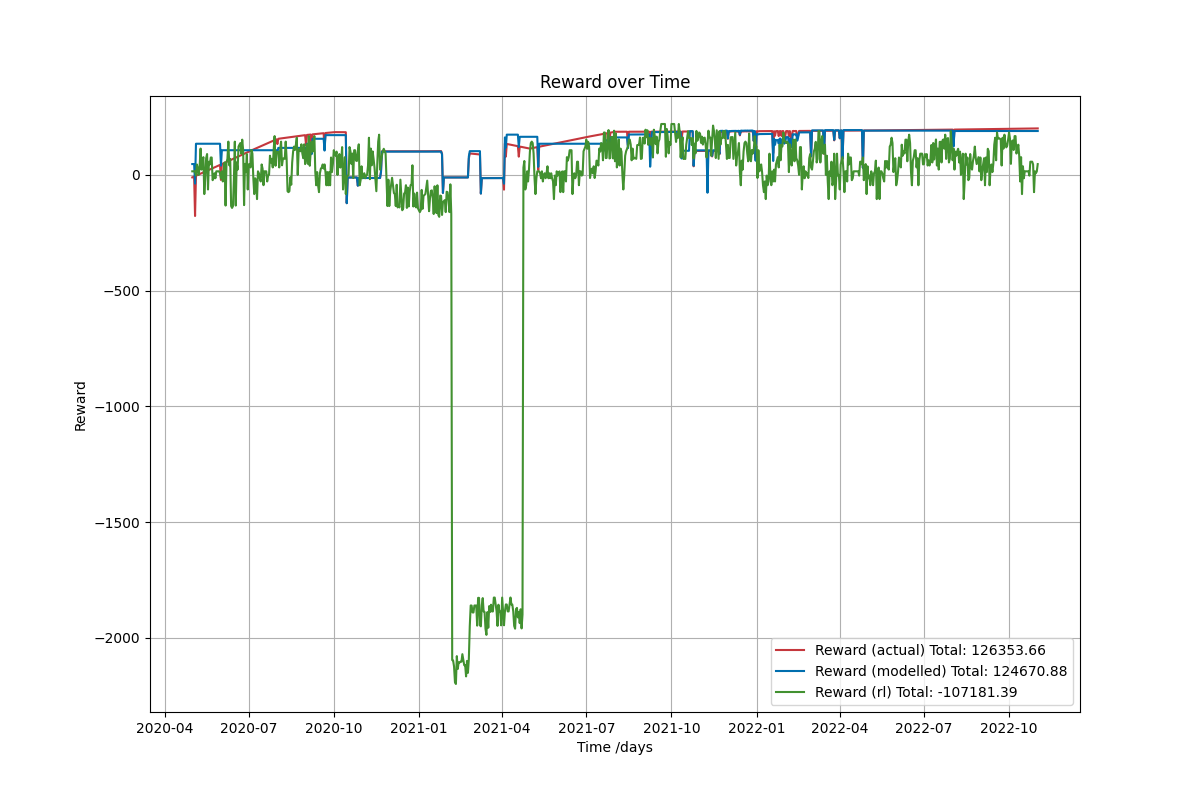 Reward over Time
Reward
0
−500
−1000
−1500
−2000
2020-04
2020-07
2020-10
2021-01
2021-04
2021-07
2021-10
2022-01
2022-04
2022-07
2022-10
Time /days
Reward (actual) Total: 126353.66
Reward (modelled) Total: 124670.88
Reward (rl) Total: -107181.39